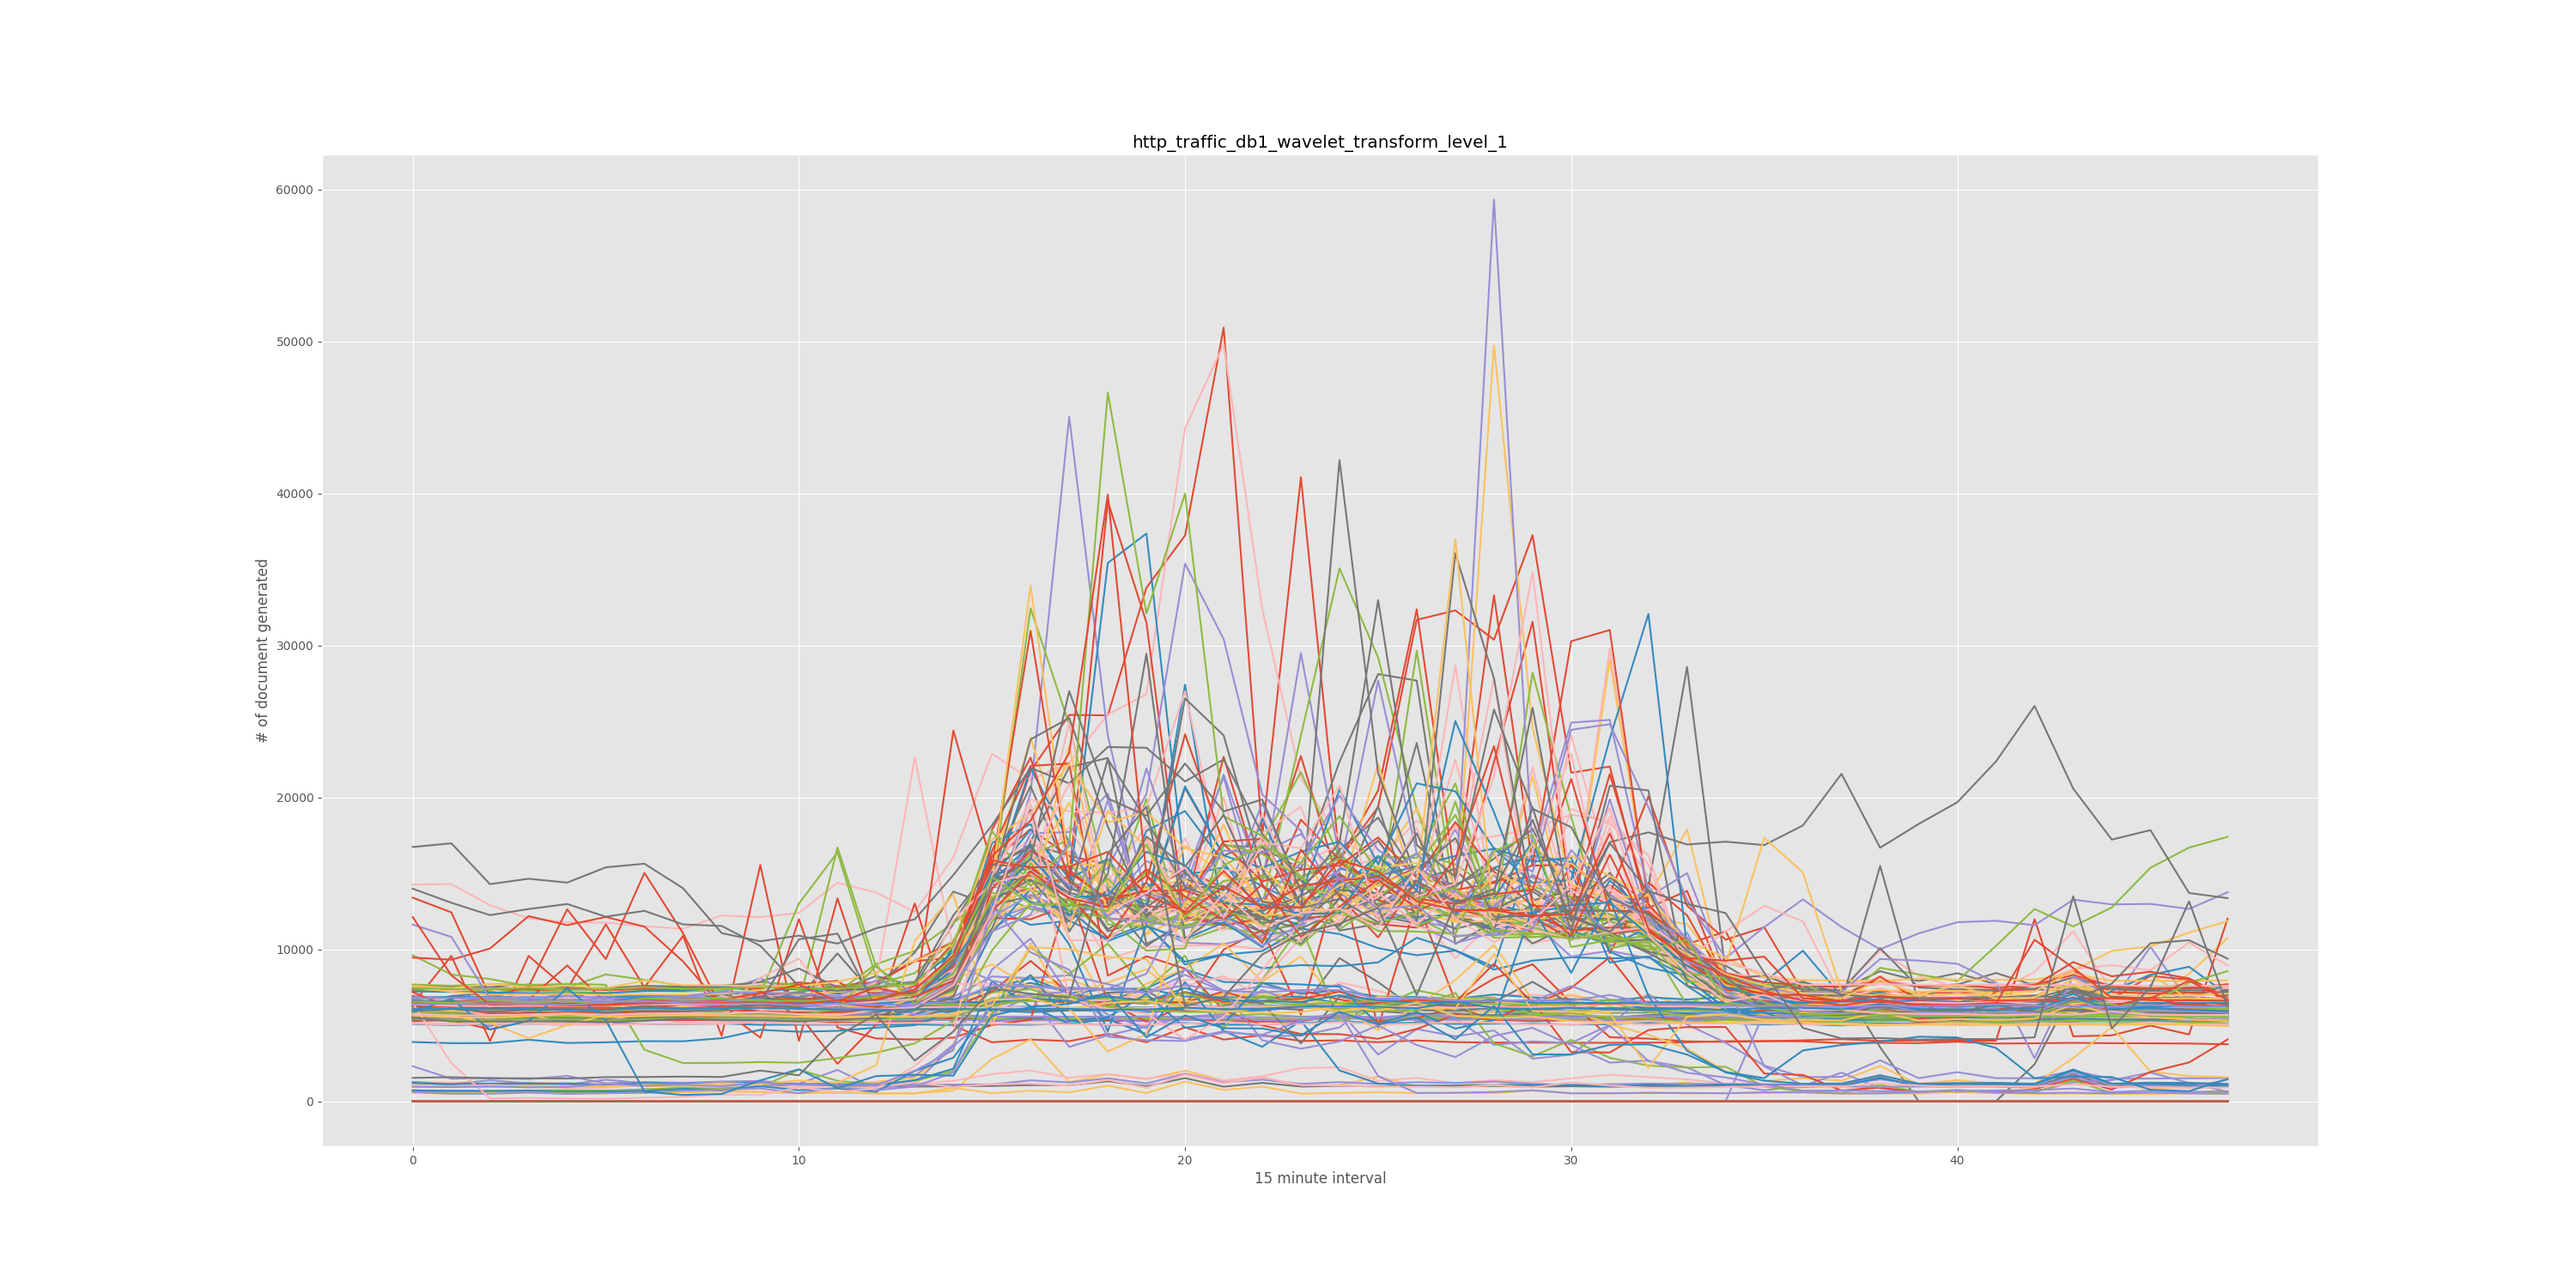 http_traffic_db1_wavelet_transform_level_1
60000
50000
40000
30000
20000
10000
0
# of document generated
0 10 20 30 40
15 minute interval